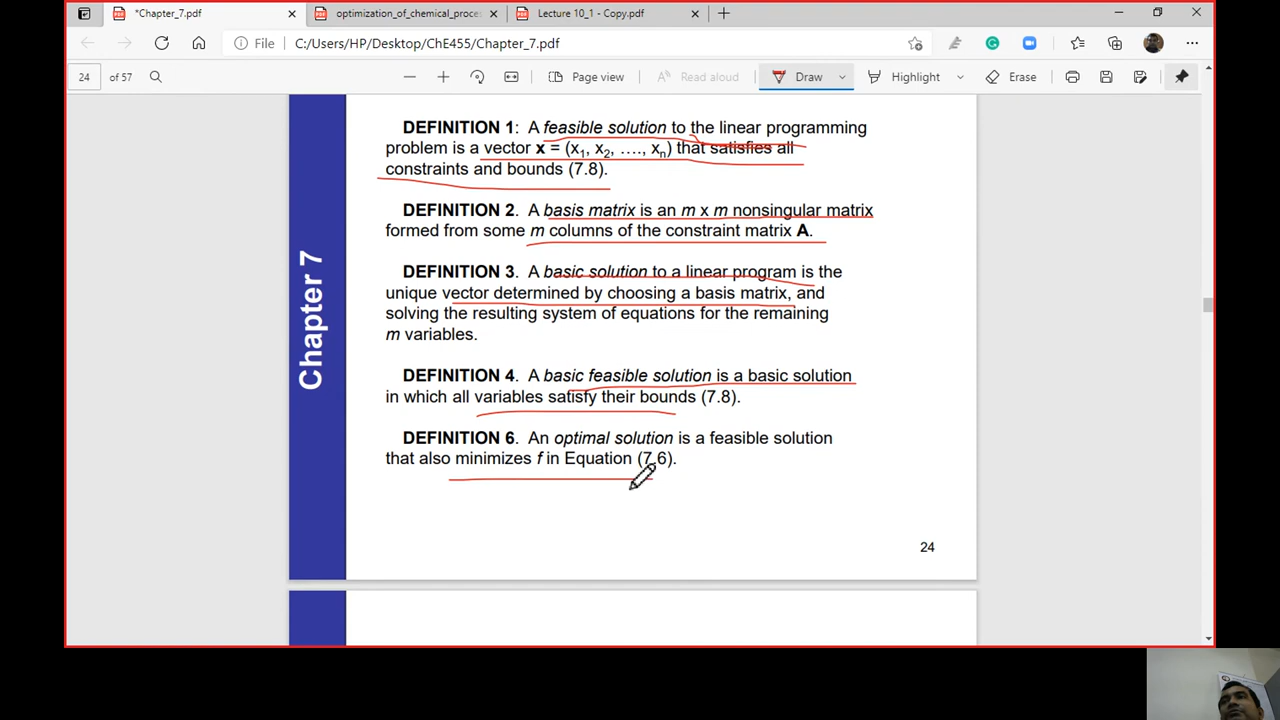 *Chapter_7.pdf
optimization_of_chemical_proce
Lecture 10_1 - Copy.pdf
File
C:/Users/HP/Desktop/ChE455/Chapter_7.pdf
24 of 57
Page view
Read aloud
Draw
Highlight
Erase
Chapter 7
DEFINITION 1: A feasible solution to the linear programming
problem is a vector x = (x1, x2, …., xn) that satisfies all
constraints and bounds (7.8).
DEFINITION 2. A basis matrix is an m x m nonsingular matrix
formed from some m columns of the constraint matrix A.
DEFINITION 3. A basic solution to a linear program is the
unique vector determined by choosing a basis matrix, and
solving the resulting system of equations for the remaining
m variables.
DEFINITION 4. A basic feasible solution is a basic solution
in which all variables satisfy their bounds (7.8).
DEFINITION 6. An optimal solution is a feasible solution
that also minimizes f in Equation (7.6).
24